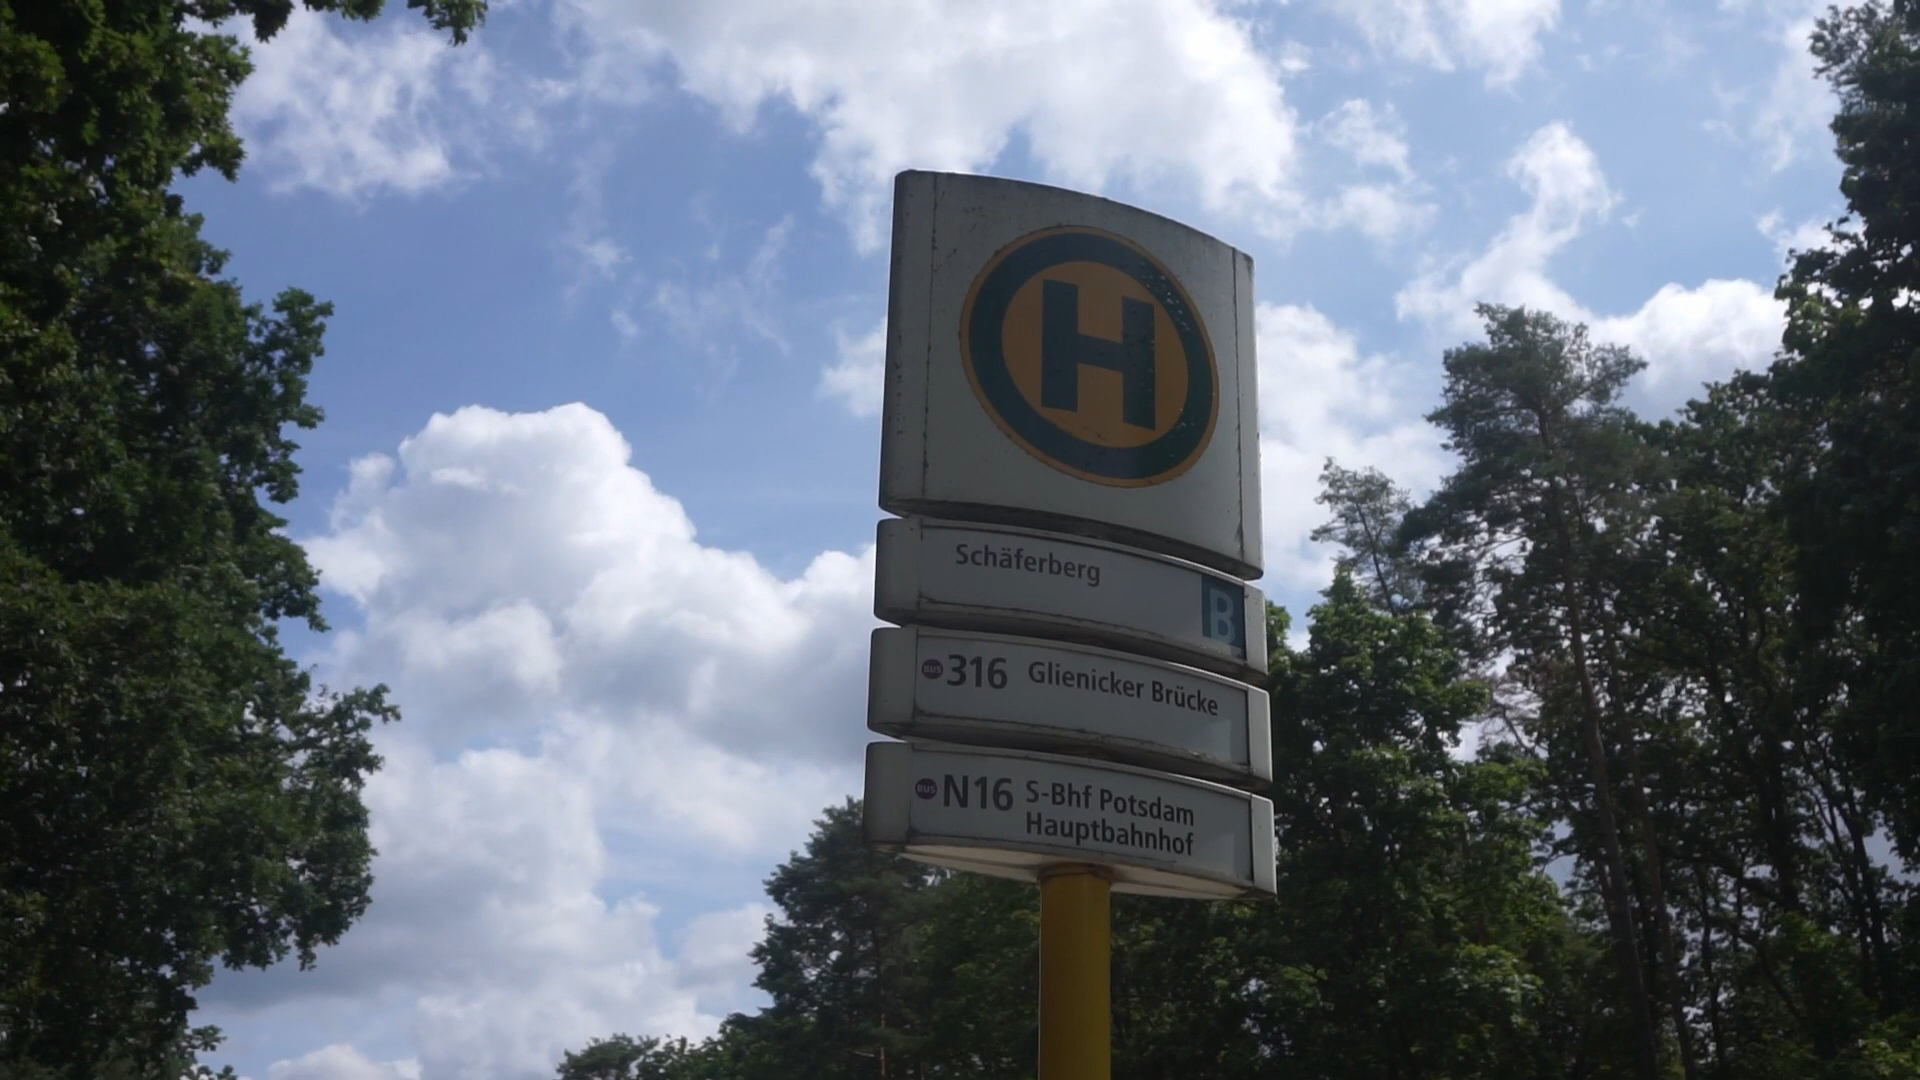 H
Schäferberg
B
BUS 316 Glienicker Brücke
BUS N16 S-Bhf Potsdam
Hauptbahnhof